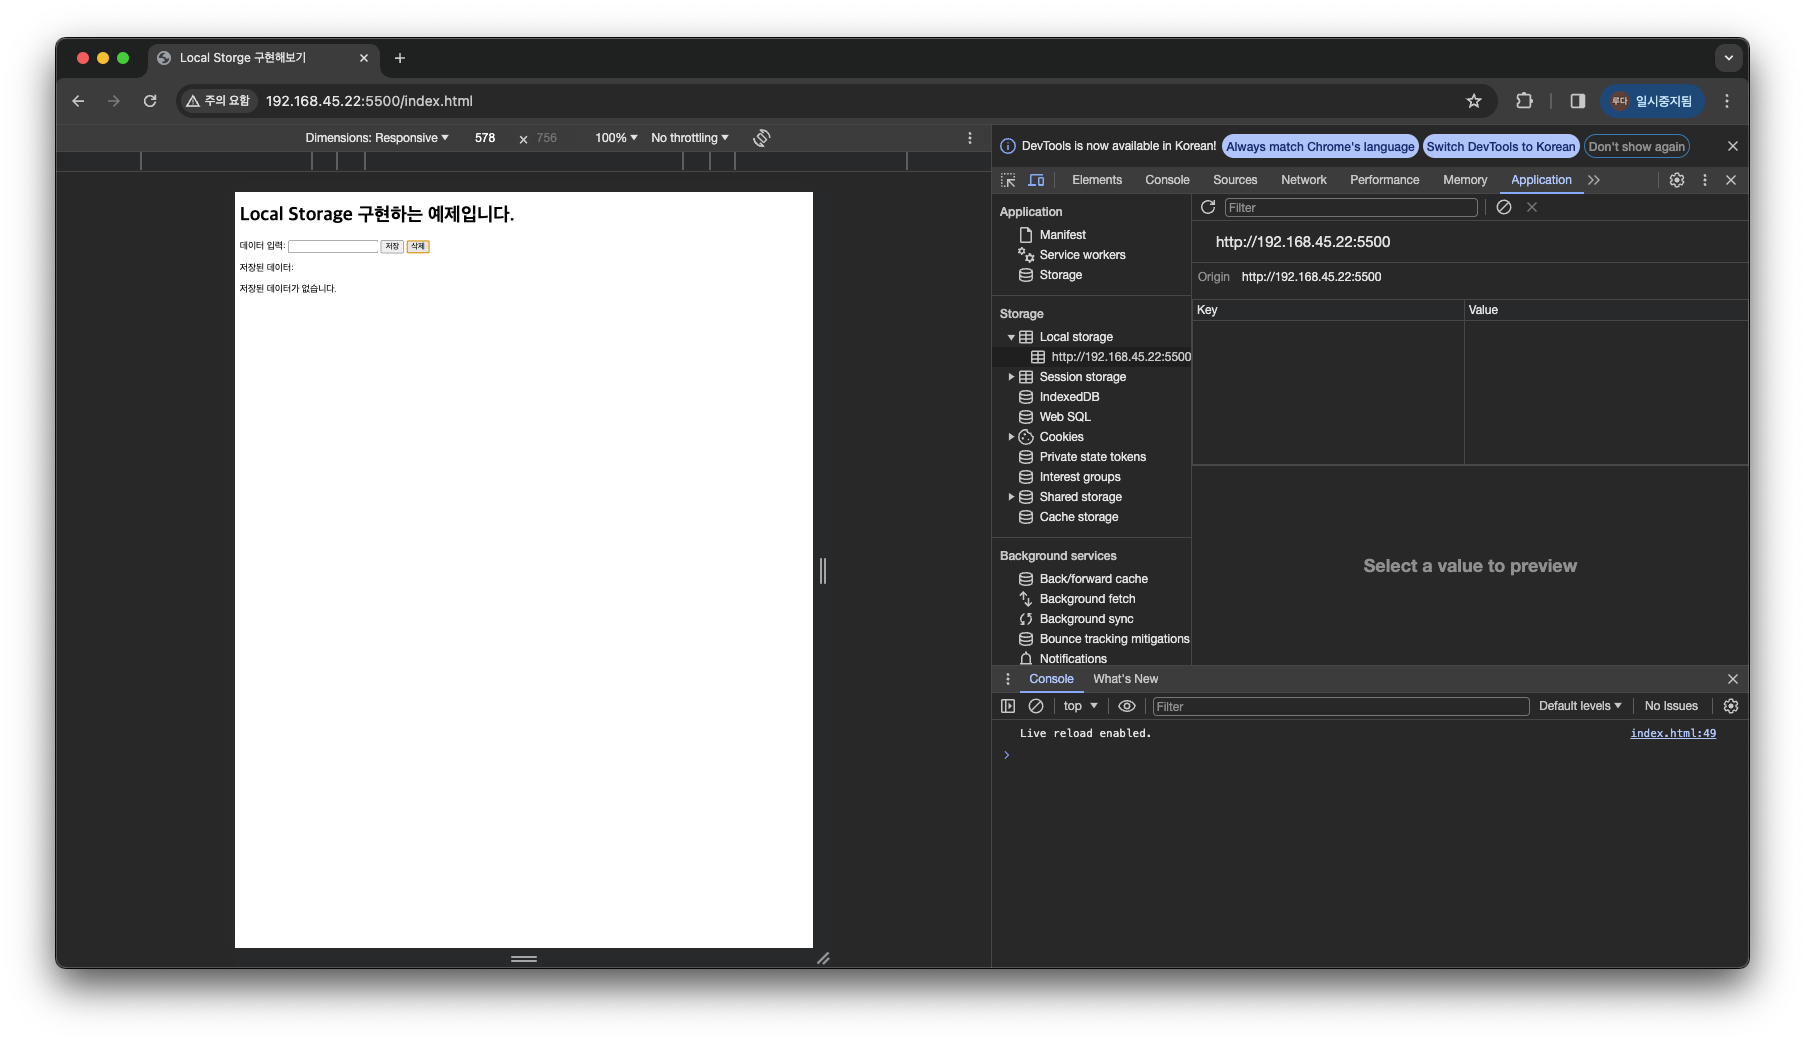 Local Storge 구현해보기
주의 요함 192.168.45.22:5500/index.html
루다 일시중지됨
Dimensions: Responsive 578 × 756 100% No throttling
Local Storage 구현하는 예제입니다.
데이터 입력: 저장 삭제
저장된 데이터:
저장된 데이터가 없습니다.
DevTools is now available in Korean! Always match Chrome's language Switch DevTools to Korean Don't show again
Elements Console Sources Network Performance Memory Application
Application
Manifest
Service workers
Storage
Storage
Local storage
http://192.168.45.22:5500
Session storage
IndexedDB
Web SQL
Cookies
Private state tokens
Interest groups
Shared storage
Cache storage
Background services
Back/forward cache
Background fetch
Background sync
Bounce tracking mitigations
Notifications
Filter
http://192.168.45.22:5500
Origin http://192.168.45.22:5500
Key Value
Select a value to preview
Console What's New
top Filter Default levels No Issues
Live reload enabled. index.html:49